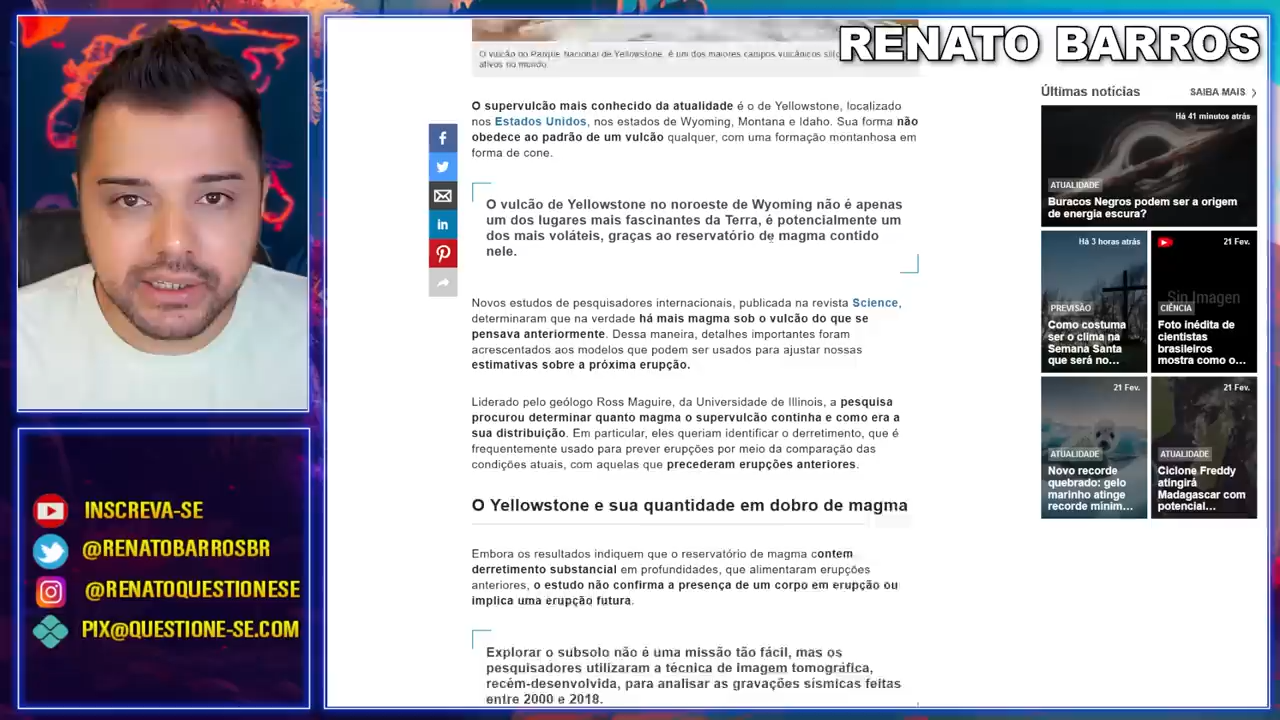 RENATO BARROS
O vulcão no Parque Nacional de Yellowstone, é um dos maiores campos vulcânicos
ativos no mundo.
O supervulcão mais conhecido da atualidade é o de Yellowstone, localizado
nos Estados Unidos, nos estados de Wyoming, Montana e Idaho. Sua forma não
obedece ao padrão de um vulcão qualquer, com uma formação montanhosa em
forma de cone.
O vulcão de Yellowstone no noroeste de Wyoming não é apenas
um dos lugares mais fascinantes da Terra, é potencialmente um
dos mais voláteis, graças ao reservatório de magma contido
nele.
Novos estudos de pesquisadores internacionais, publicada na revista Science,
determinaram que na verdade há mais magma sob o vulcão do que se
pensava anteriormente. Dessa maneira, detalhes importantes foram
acrescentados aos modelos que podem ser usados para ajustar nossas
estimativas sobre a próxima erupção.
Liderado pelo geólogo Ross Maguire, da Universidade de Illinois, a pesquisa
procurou determinar quanto magma o supervulcão continha e como era a
sua distribuição. Em particular, eles queriam identificar o derretimento, que é
frequentemente usado para prever erupções por meio da comparação das
condições atuais, com aquelas que precederam erupções anteriores.
O Yellowstone e sua quantidade em dobro de magma
Embora os resultados indiquem que o reservatório de magma contem
derretimento substancial em profundidades, que alimentaram erupções
anteriores, o estudo não confirma a presença de um corpo em erupção ou
implica uma erupção futura.
Explorar o subsolo não é uma missão tão fácil, mas os
pesquisadores utilizaram a técnica de imagem tomográfica,
recém-desenvolvida, para analisar as gravações sísmicas feitas
entre 2000 e 2018.
Últimas notícias
SAIBA MAIS
Há 41 minutos atrás
ATUALIDADE
Buracos Negros podem ser a origem
de energia escura?
Há 3 horas atrás
PREVISÃO
Como costuma
ser o clima na
Semana Santa
que será no...
21 Fev.
Sin Imagen
CIÊNCIA
Foto inédita de
cientistas
brasileiros
mostra como o...
21 Fev.
ATUALIDADE
Novo recorde
quebrado: gelo
marinho atinge
recorde mínim...
21 Fev.
ATUALIDADE
Ciclone Freddy
atingirá
Madagascar com
potencial...
INSCREVA-SE
@RENATOBARROSBR
@RENATOQUESTIONESE
PIX@QUESTIONE-SE.COM